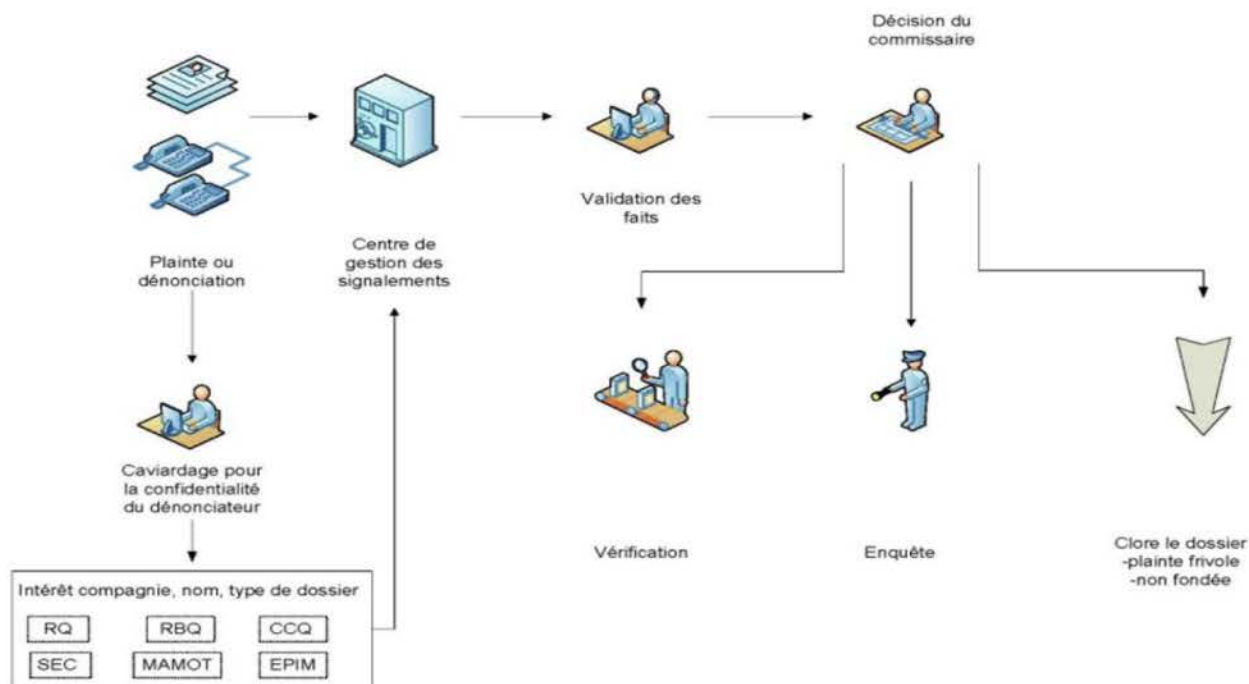 Décision du
commissaire
Validation des
faits
Plainte ou
dénonciation
Centre de
gestion des
signalements
Caviardage pour
la confidentialité
du dénonciateur
Vérification
Enquête
Clore le dossier
-plainte frivole
-non fondée
Intérêt compagnie, nom, type de dossier
RQ RBQ CCQ
SEC MAMOT EPIM